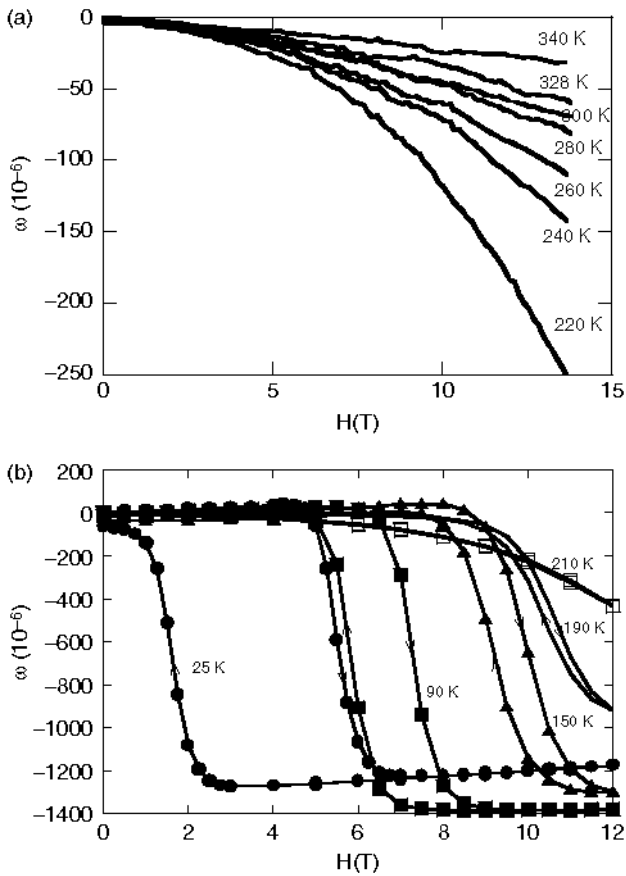 (a)
0
−50
−100
−150
−200
−250
ω (10⁻⁶)
340 K
328 K
300 K
280 K
260 K
240 K
220 K
0 5 10 15
H(T)
(b)
200
0
−200
−400
−600
−800
−1000
−1200
−1400
ω (10⁻⁶)
25 K
90 K
210 K
190 K
150 K
0 2 4 6 8 10 12
H(T)